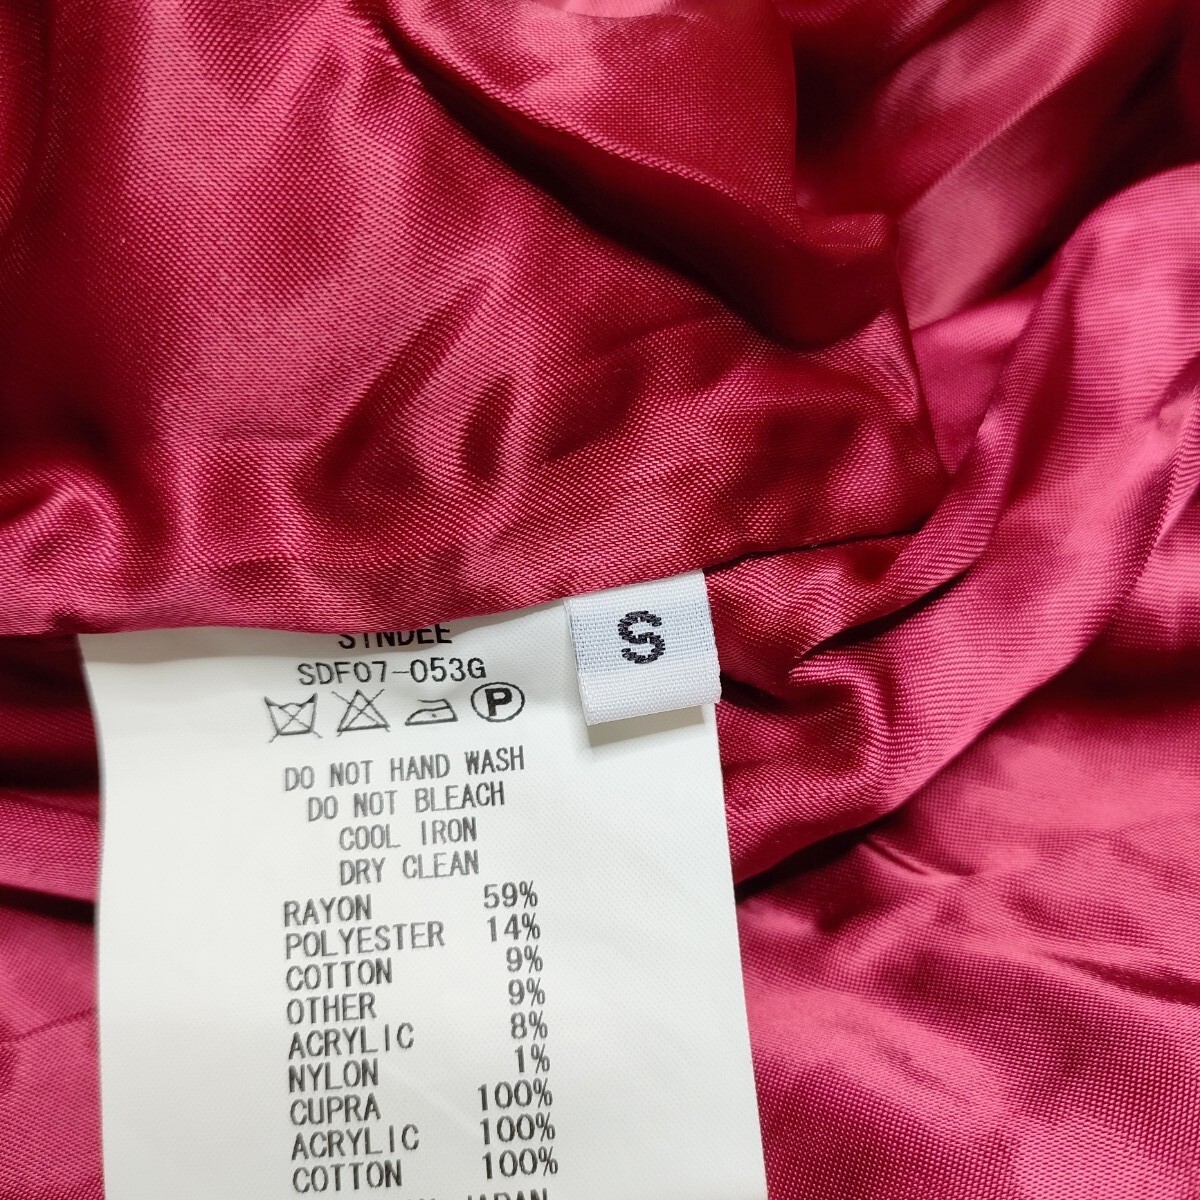 SYNDEE
SDF07-053G
S
P
DO NOT HAND WASH
DO NOT BLEACH
COOL IRON
DRY CLEAN
RAYON 59%
POLYESTER 14%
COTTON 9%
OTHER 9%
ACRYLIC 8%
NYLON 1%
CUPRA 100%
ACRYLIC 100%
COTTON 100%
JAPAN